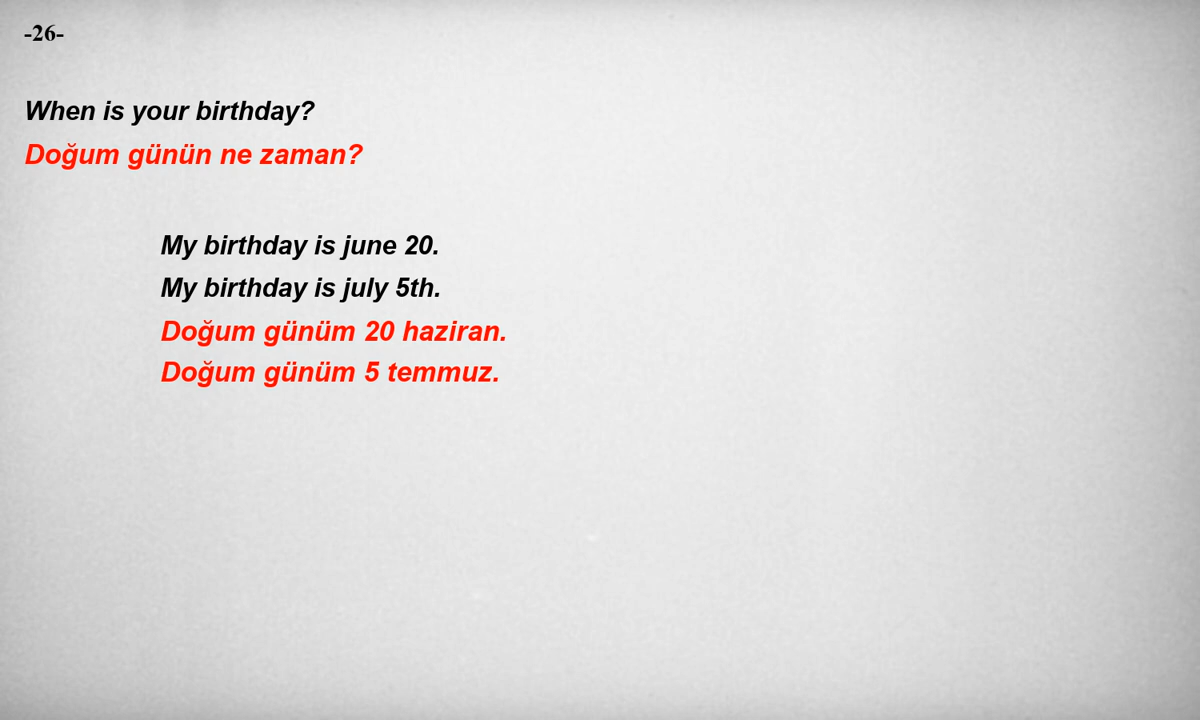 -26-
When is your birthday?
Doğum günün ne zaman?
My birthday is june 20.
My birthday is july 5th.
Doğum günüm 20 haziran.
Doğum günüm 5 temmuz.